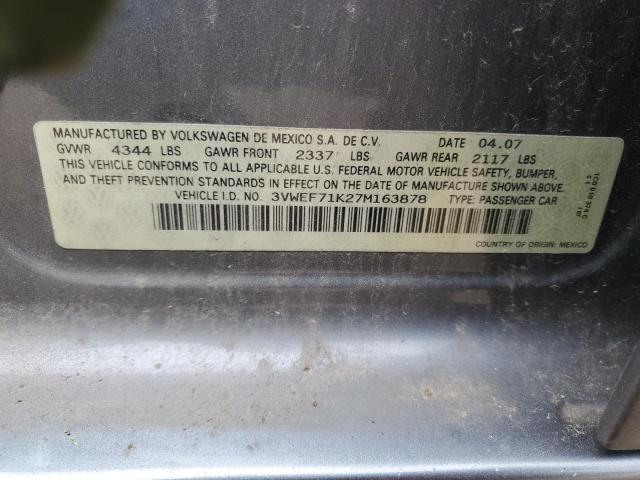 MANUFACTURED BY VOLKSWAGEN DE MEXICO S.A. DE C.V. DATE 04.07
GVWR 4344 LBS GAWR FRONT 2337 LBS GAWR REAR 2117 LBS
THIS VEHICLE CONFORMS TO ALL APPLICABLE U.S. FEDERAL MOTOR VEHICLE SAFETY, BUMPER,
AND THEFT PREVENTION STANDARDS IN EFFECT ON THE DATE OF MANUFACTURE SHOWN ABOVE.
VEHICLE I.D. NO. 3VWEF71K27M163878 TYPE: PASSENGER CAR
COUNTRY OF ORIGIN: MEXICO